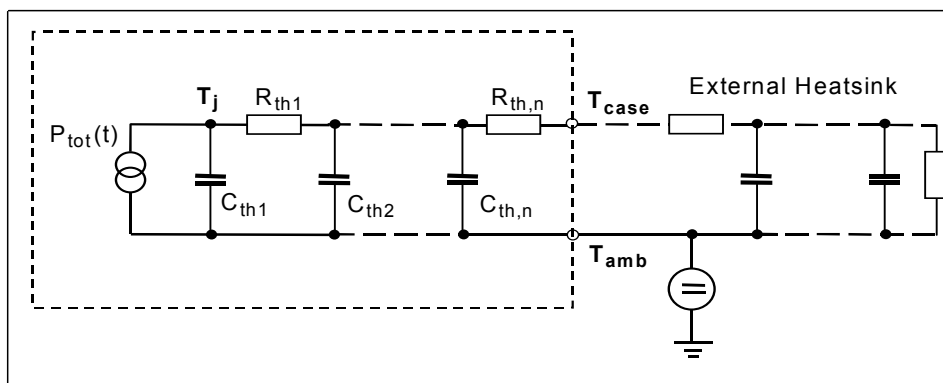 External Heatsink
T_j
R_th1
R_th,n
T_case
P_tot(t)
C_th1
C_th2
C_th,n
T_amb